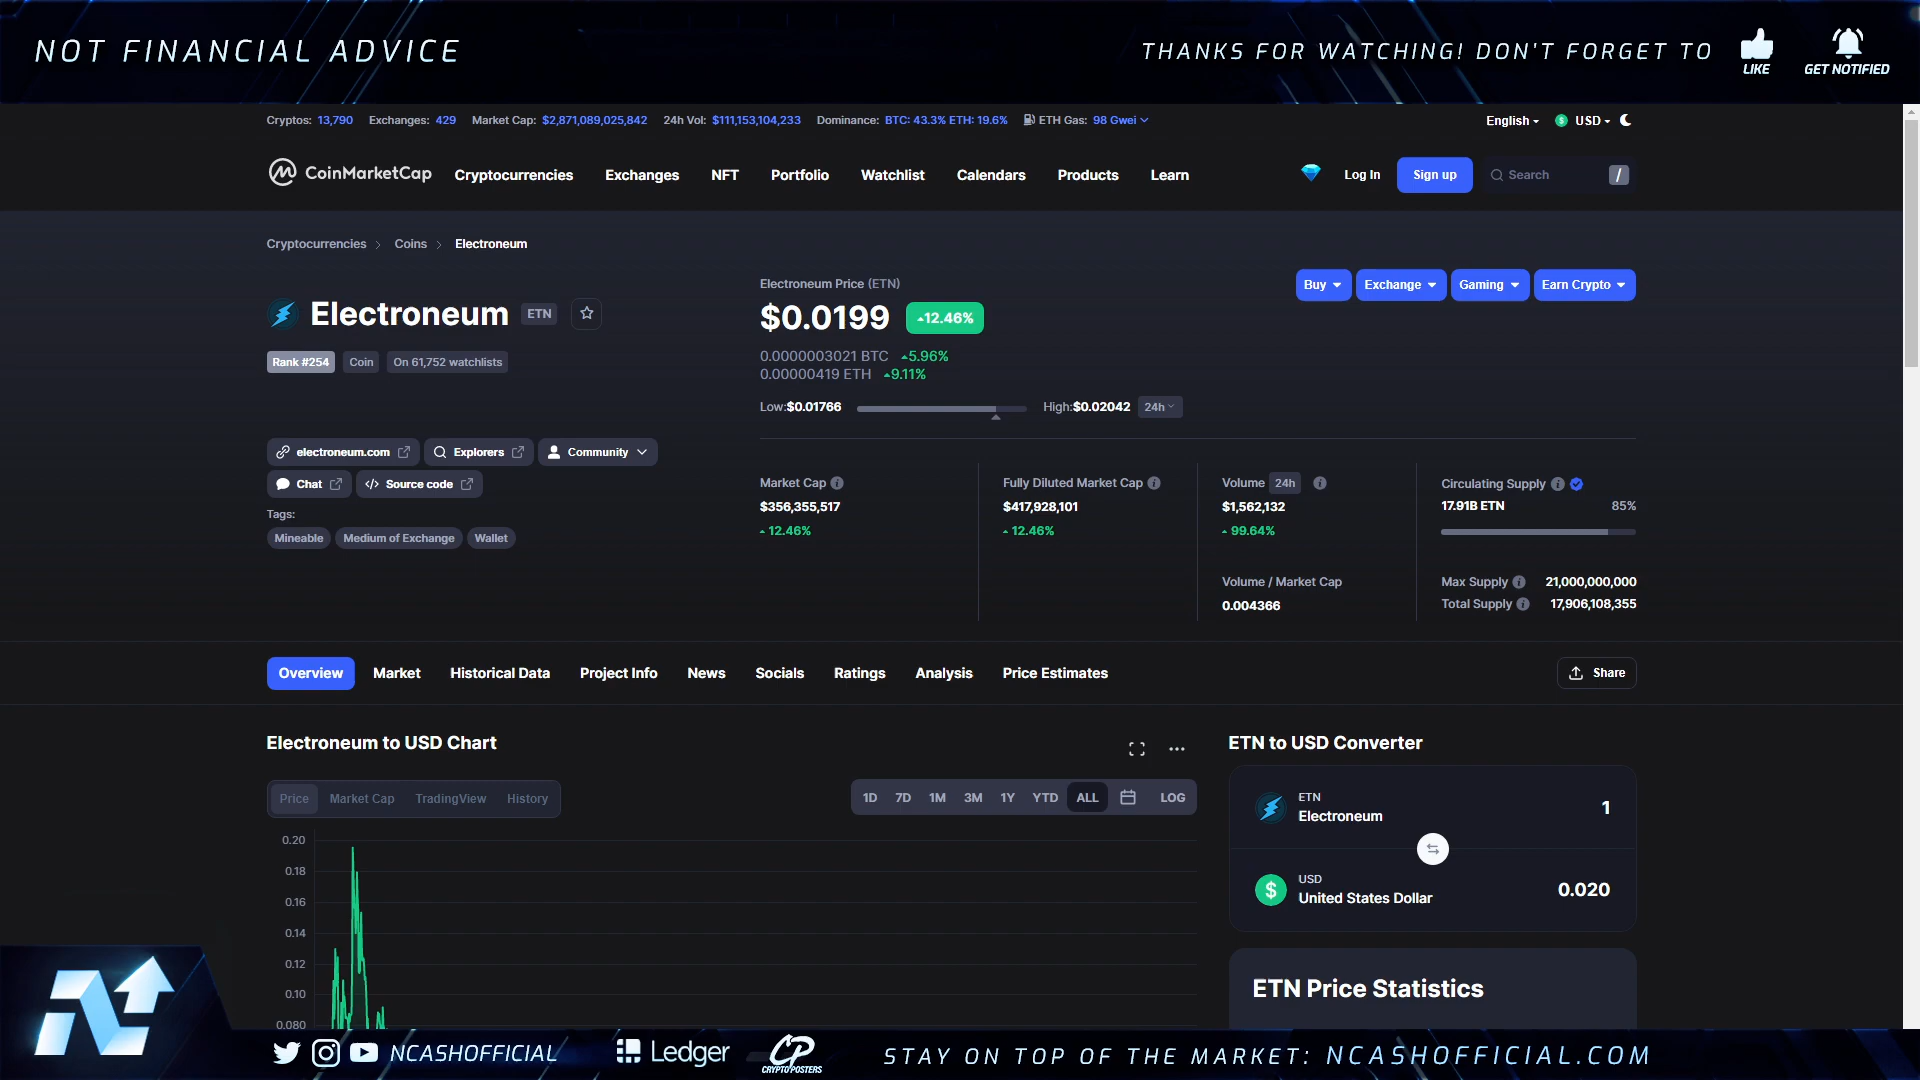 NOT FINANCIAL ADVICE
THANKS FOR WATCHING! DON'T FORGET TO
LIKE
GET NOTIFIED
Cryptos: 13,790 Exchanges: 429 Market Cap: $2,871,089,025,842 24h Vol: $111,153,104,233 Dominance: BTC: 43.3% ETH: 19.6% ETH Gas: 98 Gwei
English USD
CoinMarketCap Cryptocurrencies Exchanges NFT Portfolio Watchlist Calendars Products Learn
Log In Sign up Search /
Cryptocurrencies Coins Electroneum
Electroneum ETN
Rank #254 Coin On 61,752 watchlists
electroneum.com Explorers Community
Chat Source code
Tags:
Mineable Medium of Exchange Wallet
Electroneum Price (ETN)
$0.0199 12.46%
0.0000003021 BTC 5.96%
0.00000419 ETH 9.11%
Low:$0.01766 High:$0.02042 24h
Buy Exchange Gaming Earn Crypto
Market Cap
$356,355,517
12.46%
Fully Diluted Market Cap
$417,928,101
12.46%
Volume 24h
$1,562,132
99.64%
Volume / Market Cap
0.004366
Circulating Supply
17.91B ETN 85%
Max Supply 21,000,000,000
Total Supply 17,906,108,355
Overview Market Historical Data Project Info News Socials Ratings Analysis Price Estimates
Share
Electroneum to USD Chart
Price Market Cap TradingView History
1D 7D 1M 3M 1Y YTD ALL LOG
0.20
0.18
0.16
0.14
0.12
0.10
0.080
ETN to USD Converter
ETN
Electroneum
1
USD
United States Dollar
$
0.020
ETN Price Statistics
NCASHOFFICIAL
Ledger
CP
CRYPTOPOSTERS
STAY ON TOP OF THE MARKET: NCASHOFFICIAL.COM